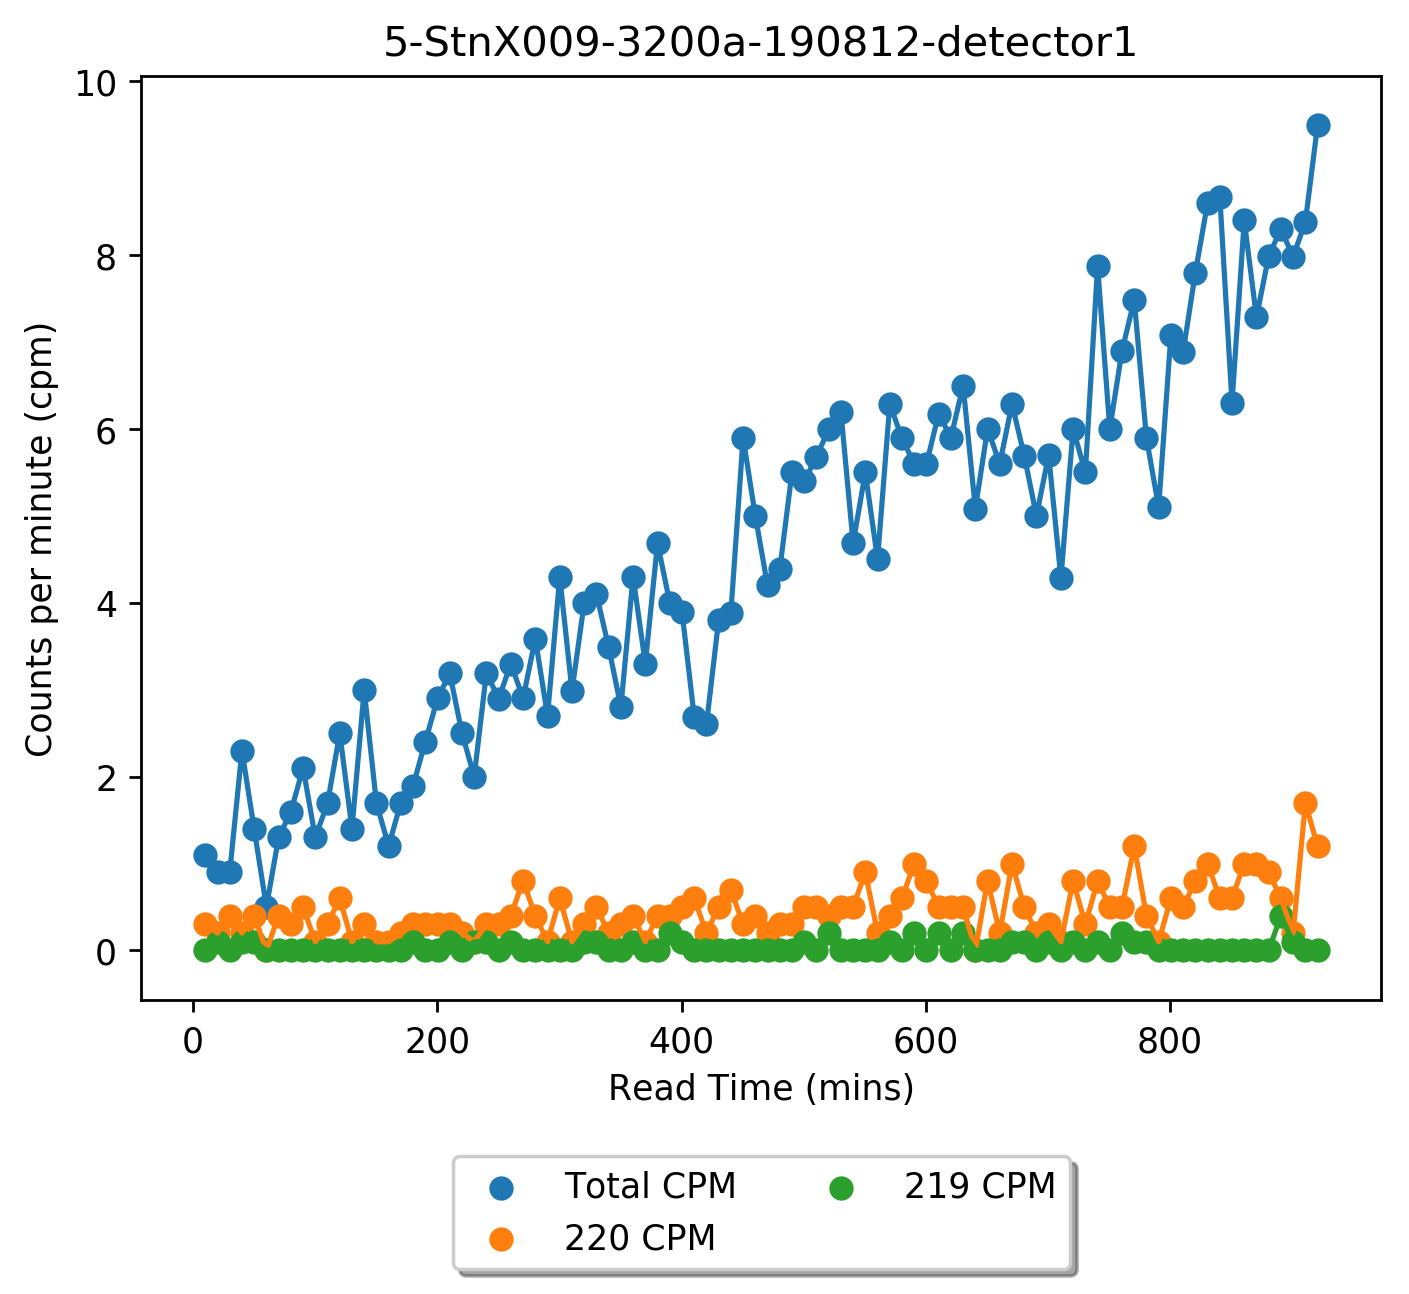 5-StnX009-3200a-190812-detector1
10
8
6
4
2
0
Counts per minute (cpm)
0 200 400 600 800
Read Time (mins)
Total CPM 219 CPM
220 CPM